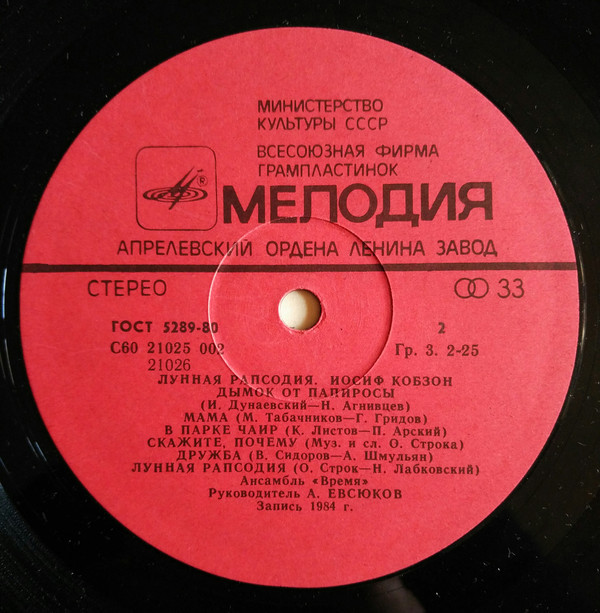 МИНИСТЕРСТВО
КУЛЬТУРЫ СССР
ВСЕСОЮЗНАЯ ФИРМА
ГРАМПЛАСТИНОК
®
МЕЛОДИЯ
АПРЕЛЕВСКИЙ ОРДЕНА ЛЕНИНА ЗАВОД
СТЕРЕО 33
ГОСТ 5289-80 2
С60 21025 002 Гр. 3. 2-25
21026
ЛУННАЯ РАПСОДИЯ. ИОСИФ КОБЗОН
ДЫМОК ОТ ПАПИРОСЫ
(И. Дунаевский—Н. Агнивцев)
МАМА (М. Табачников—Г. Гридов)
В ПАРКЕ ЧАИР (К. Листов—П. Арский)
СКАЖИТЕ, ПОЧЕМУ (Муз. и сл. О. Строка)
ДРУЖБА (В. Сидоров—А. Шмульян)
ЛУННАЯ РАПСОДИЯ (О. Строк—Н. Лабковский)
Ансамбль «Время»
Руководитель А. ЕВСЮКОВ
Запись 1984 г.